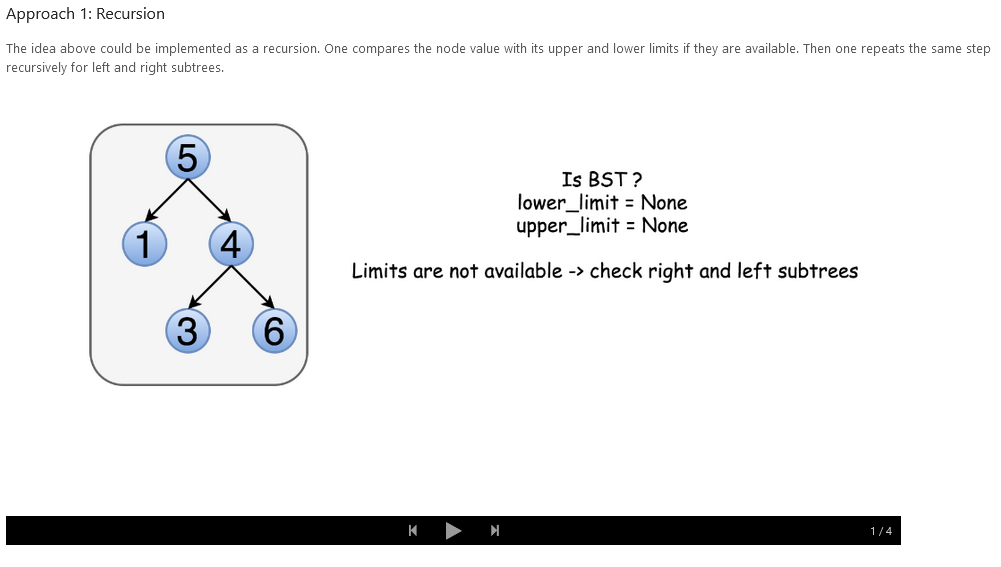 Approach 1: Recursion
The idea above could be implemented as a recursion. One compares the node value with its upper and lower limits if they are available. Then one repeats the same step
recursively for left and right subtrees.
5
1 4
3 6
Is BST ?
lower_limit = None
upper_limit = None
Limits are not available -> check right and left subtrees
1 / 4